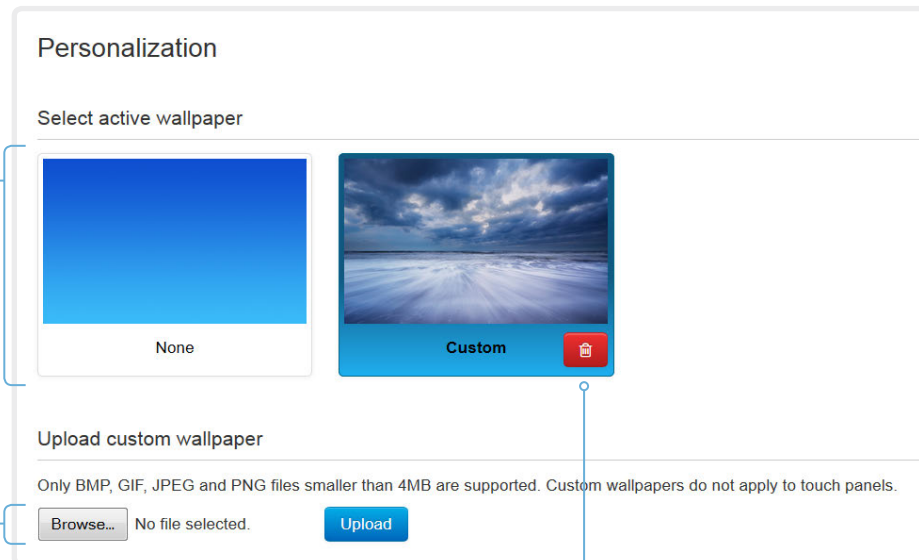 Personalization
Select active wallpaper
None
Custom
Upload custom wallpaper
Only BMP, GIF, JPEG and PNG files smaller than 4MB are supported. Custom wallpapers do not apply to touch panels.
Browse... No file selected. Upload